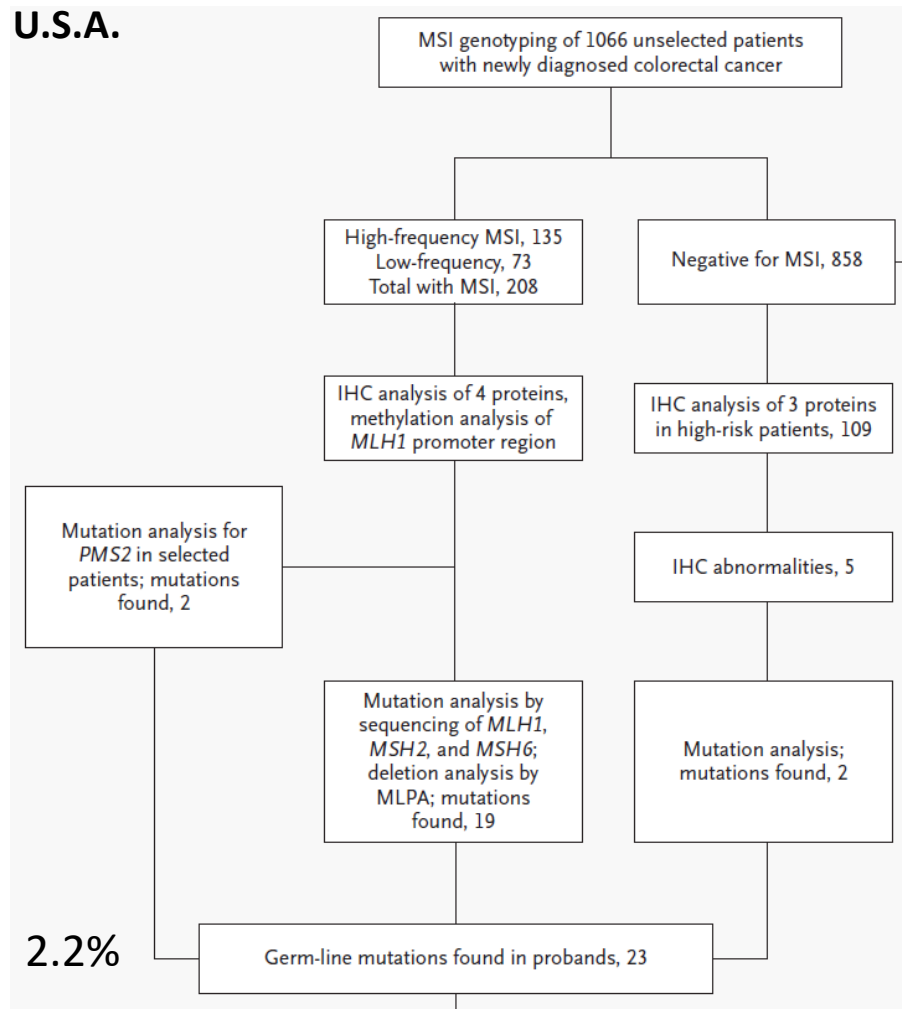 U.S.A.
MSI genotyping of 1066 unselected patients
with newly diagnosed colorectal cancer
High-frequency MSI, 135
Low-frequency, 73
Total with MSI, 208
Negative for MSI, 858
IHC analysis of 4 proteins,
methylation analysis of
MLH1 promoter region
IHC analysis of 3 proteins
in high-risk patients, 109
Mutation analysis for
PMS2 in selected
patients; mutations
found, 2
IHC abnormalities, 5
Mutation analysis by
sequencing of MLH1,
MSH2, and MSH6;
deletion analysis by
MLPA; mutations
found, 19
Mutation analysis;
mutations found, 2
2.2%
Germ-line mutations found in probands, 23